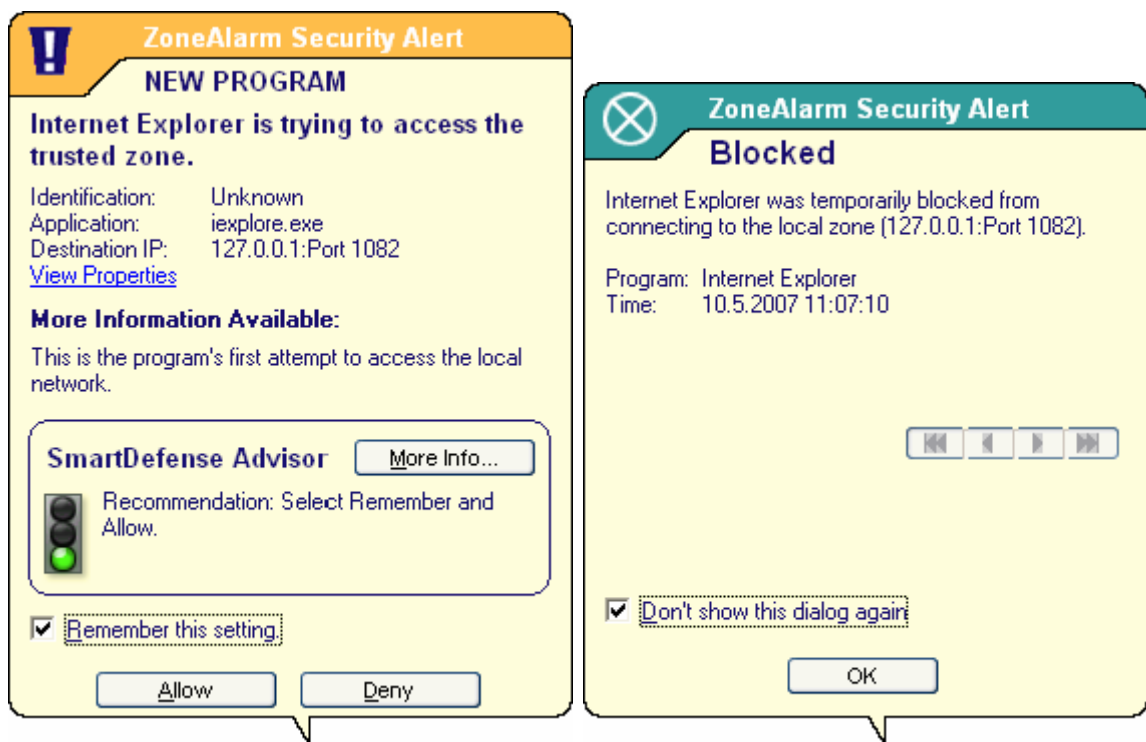 ZoneAlarm Security Alert
NEW PROGRAM
Internet Explorer is trying to access the
trusted zone.
Identification: Unknown
Application: iexplore.exe
Destination IP: 127.0.0.1:Port 1082
View Properties
More Information Available:
This is the program's first attempt to access the local
network.
SmartDefense Advisor More Info...
Recommendation: Select Remember and
Allow.
Remember this setting.
Allow Deny
ZoneAlarm Security Alert
Blocked
Internet Explorer was temporarily blocked from
connecting to the local zone (127.0.0.1:Port 1082).
Program: Internet Explorer
Time: 10.5.2007 11:07:10
Don't show this dialog again
OK